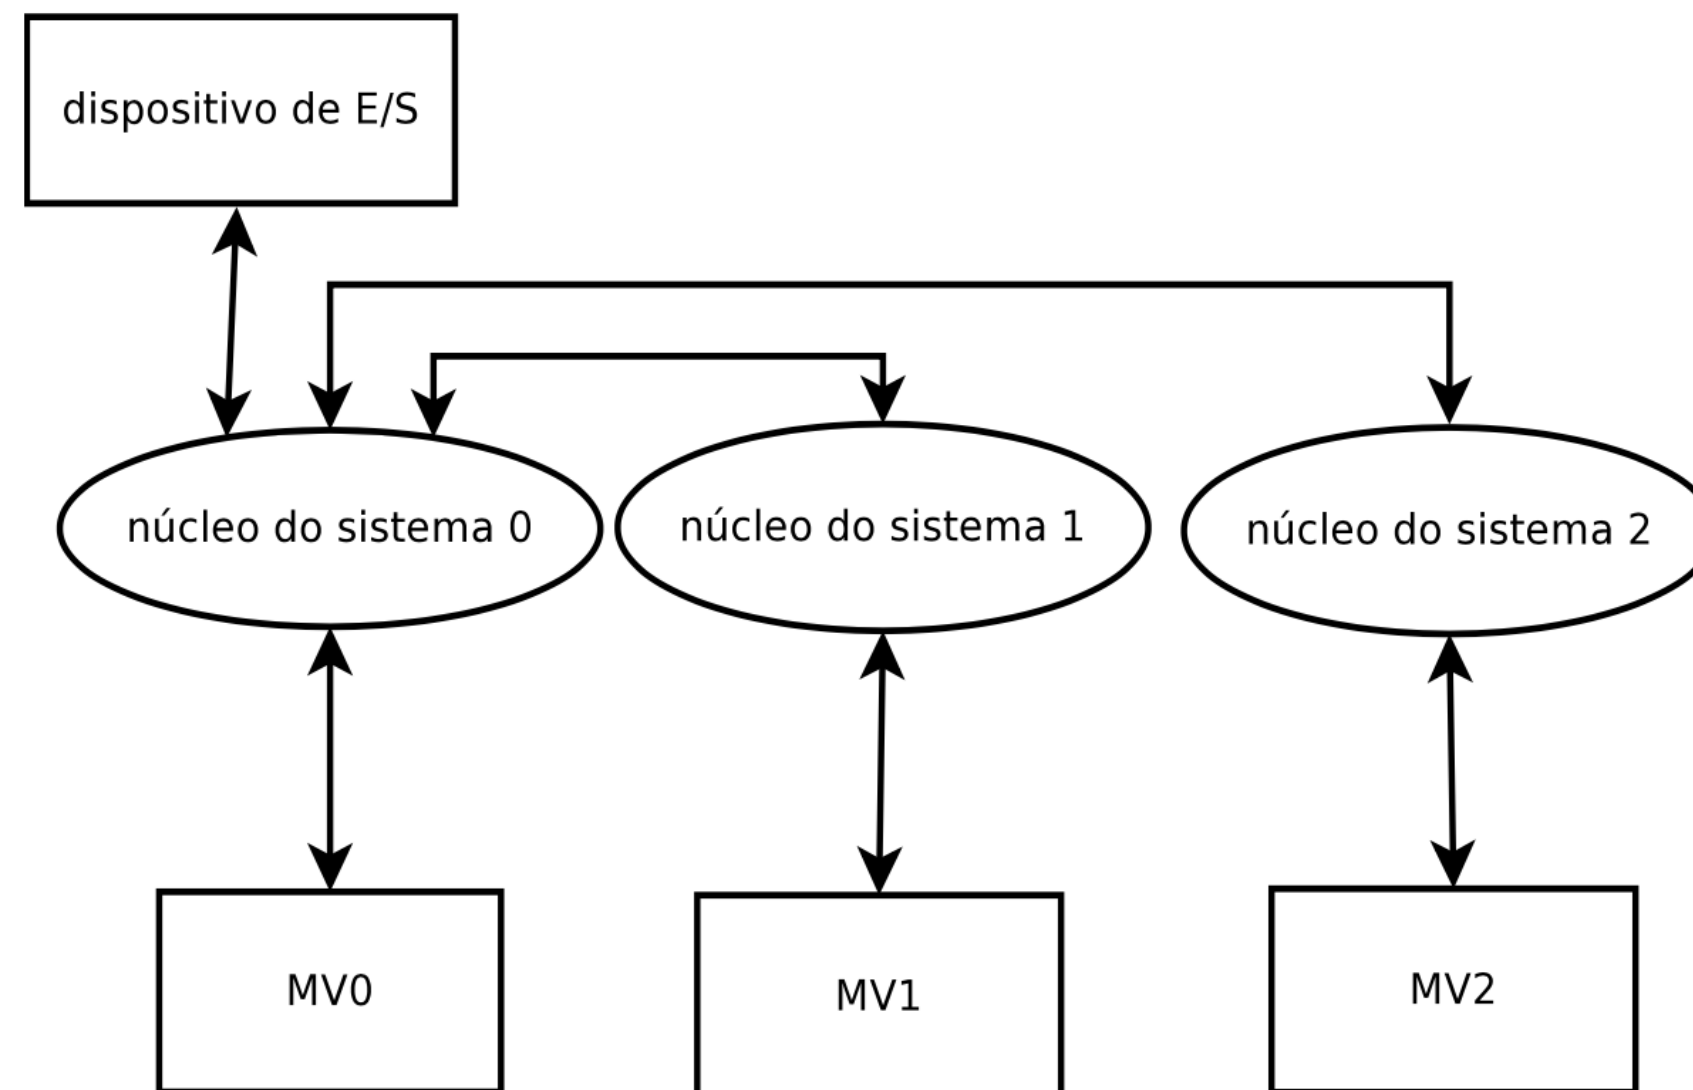 dispositivo de E/S
núcleo do sistema 0
núcleo do sistema 1
núcleo do sistema 2
MV0
MV1
MV2